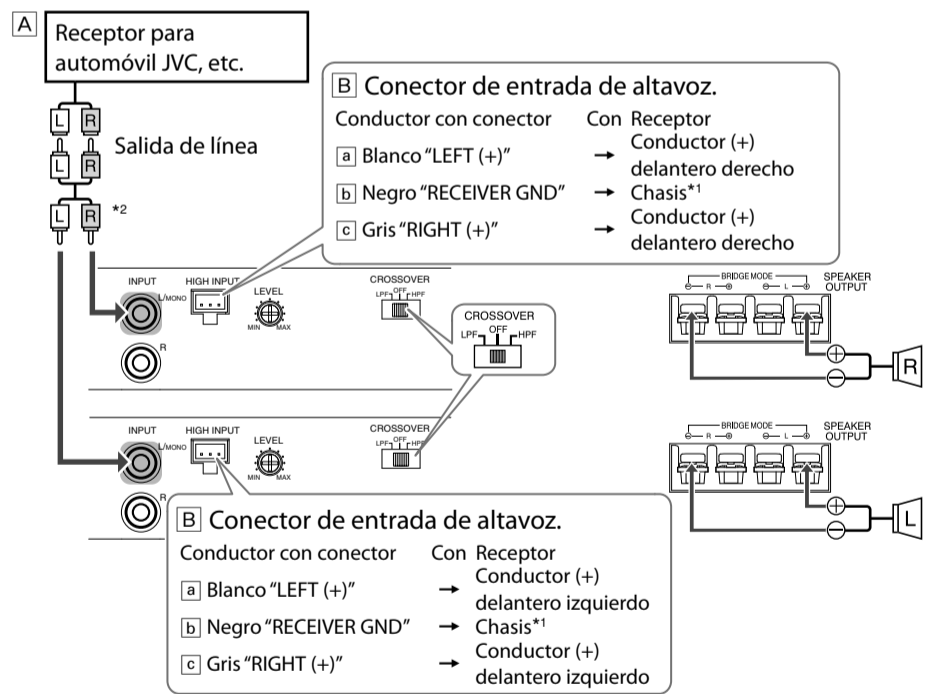 A
Receptor para
automóvil JVC, etc.
L R
L R
Salida de línea
L R *2
B Conector de entrada de altavoz.
Conductor con conector Con Receptor
a Blanco “LEFT (+)” → Conductor (+)
delantero derecho
b Negro “RECEIVER GND” → Chasis*1
c Gris “RIGHT (+)” → Conductor (+)
delantero derecho
INPUT
L/MONO
R
HIGH INPUT
LEVEL
MIN MAX
CROSSOVER
LPF OFF HPF
CROSSOVER
LPF OFF HPF
BRIDGE MODE
⊖ R ⊕ ⊖ L ⊕
SPEAKER
OUTPUT
+
−
R
INPUT
L/MONO
R
HIGH INPUT
LEVEL
MIN MAX
CROSSOVER
LPF OFF HPF
BRIDGE MODE
⊖ R ⊕ ⊖ L ⊕
SPEAKER
OUTPUT
+
−
L
B Conector de entrada de altavoz.
Conductor con conector Con Receptor
a Blanco “LEFT (+)” → Conductor (+)
delantero izquierdo
b Negro “RECEIVER GND” → Chasis*1
c Gris “RIGHT (+)” → Conductor (+)
delantero izquierdo